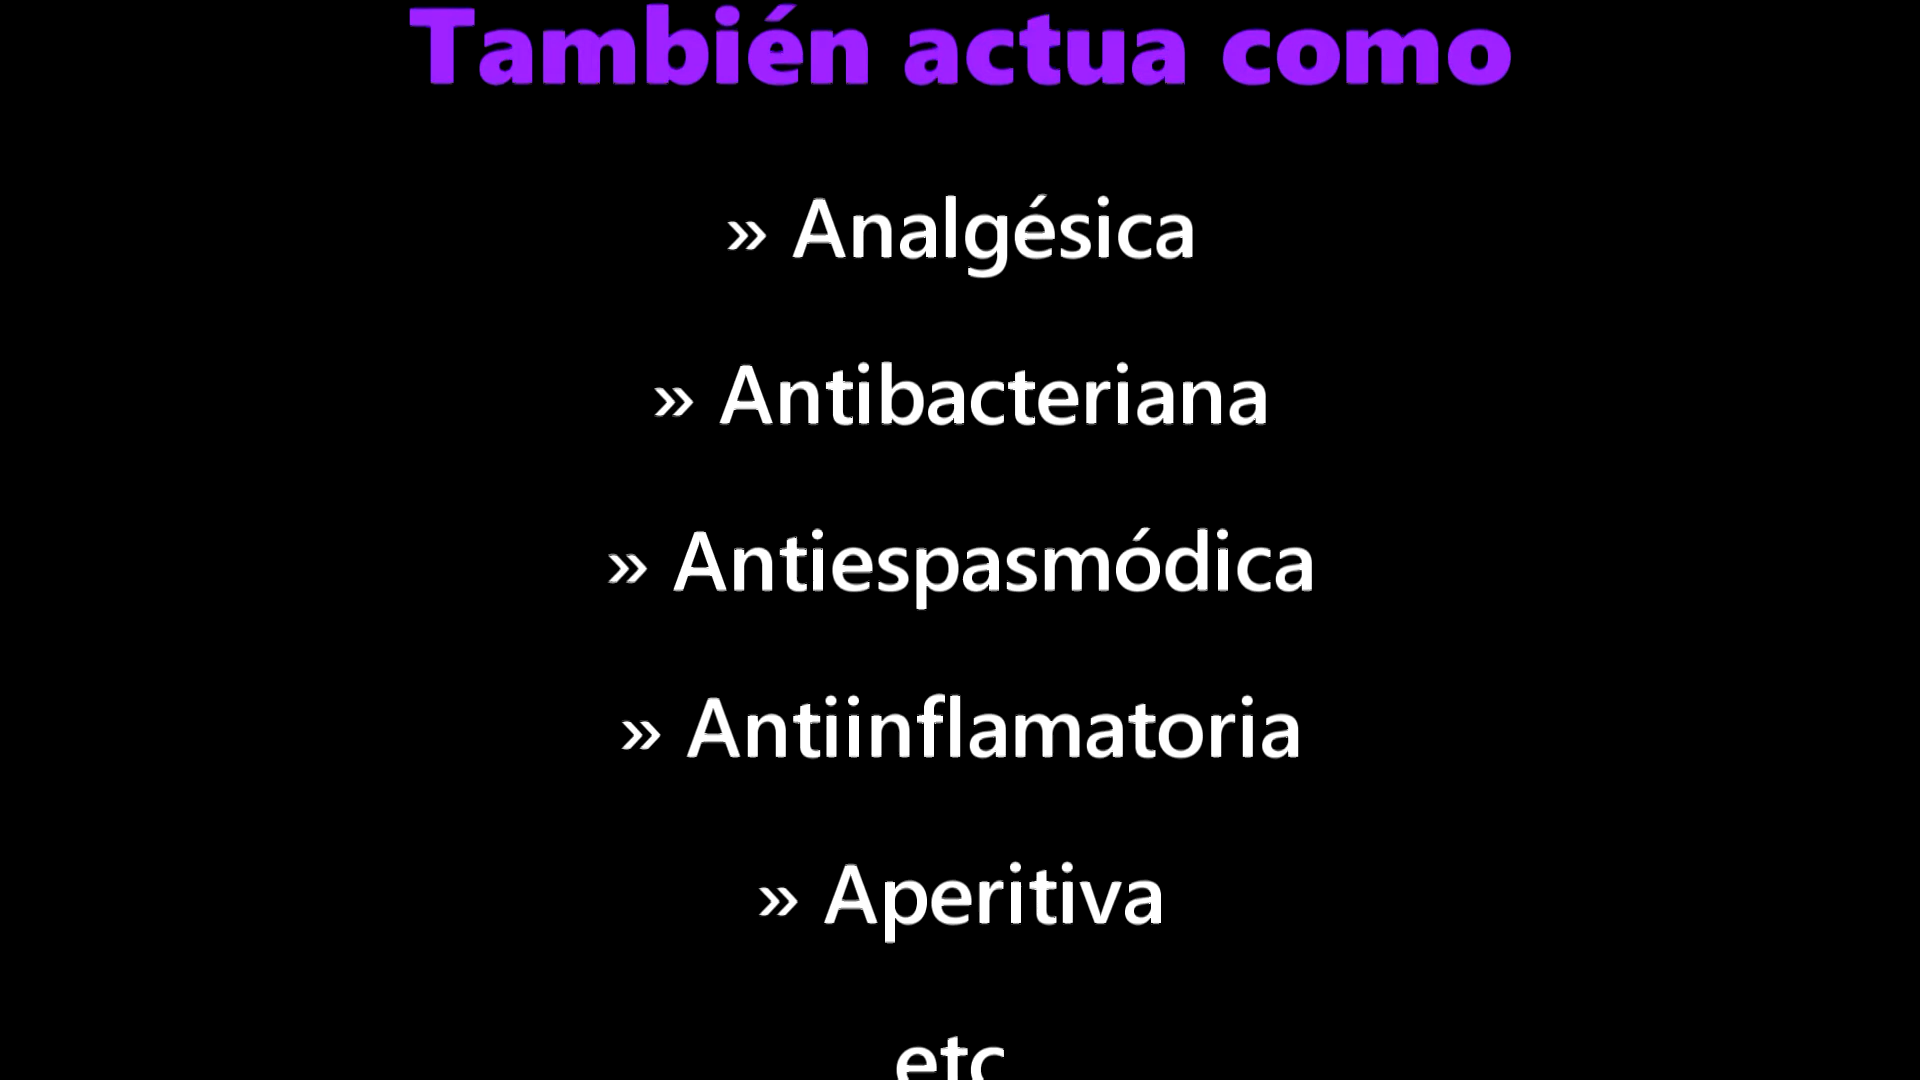 También actua como
» Analgésica
» Antibacteriana
» Antiespasmódica
» Antiinflamatoria
» Aperitiva
etc